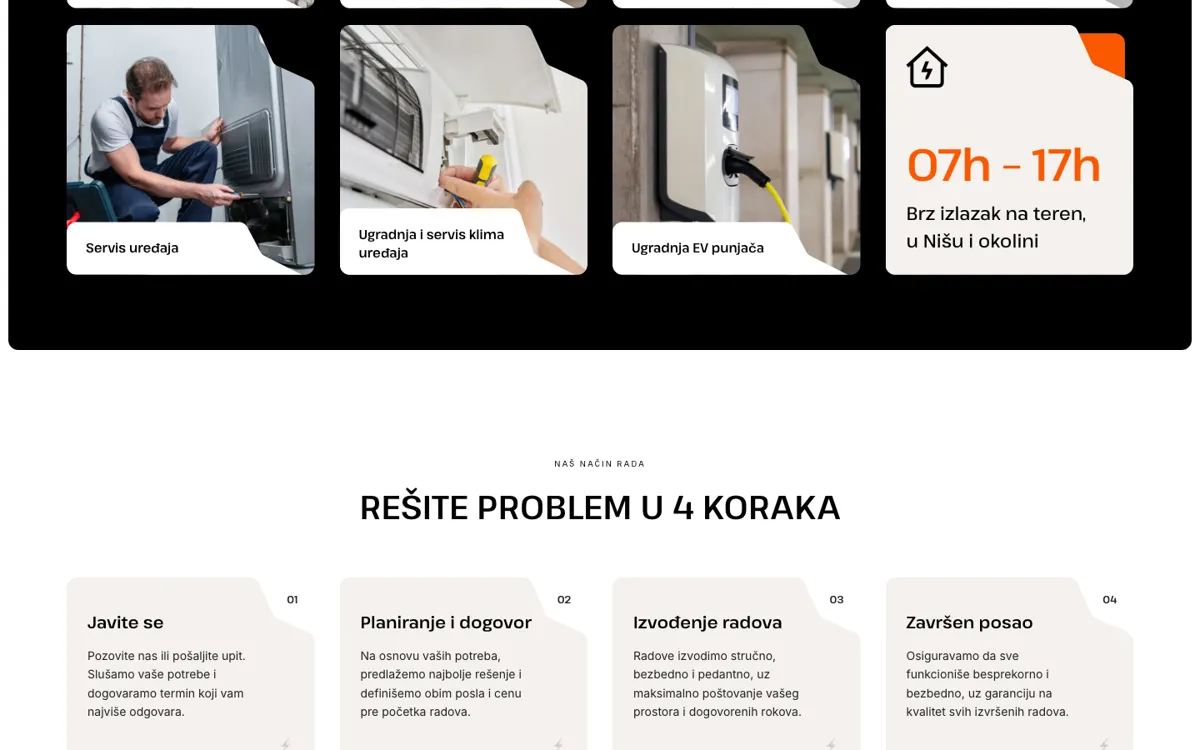 Servis uređaja
Ugradnja i servis klima
uređaja
Ugradnja EV punjača
07h – 17h
Brz izlazak na teren,
u Nišu i okolini
NAŠ NAČIN RADA
REŠITE PROBLEM U 4 KORAKA
01
Javite se
Pozovite nas ili pošaljite upit.
Slušamo vaše potrebe i
dogovaramo termin koji vam
najviše odgovara.
02
Planiranje i dogovor
Na osnovu vaših potreba,
predlažemo najbolje rešenje i
definišemo obim posla i cenu
pre početka radova.
03
Izvođenje radova
Radove izvodimo stručno,
bezbedno i pedantno, uz
maksimalno poštovanje vašeg
prostora i dogovorenih rokova.
04
Završen posao
Osiguravamo da sve
funkcioniše besprekorno i
bezbedno, uz garanciju na
kvalitet svih izvršenih radova.